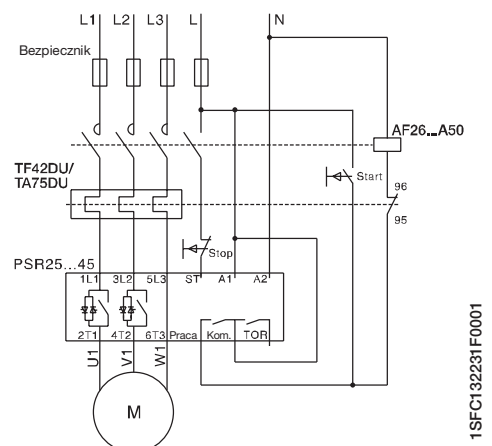 L1 L2 L3 L N
Bezpiecznik
AF26...A50
TF42DU/
TA75DU
Start
96
95
Stop
PSR25...45
1L1 3L2 5L3 ST A1 A2
2T1 4T2 6T3 Praca Kom. TOR
U1 V1 W1
M
1SFC132231F0001